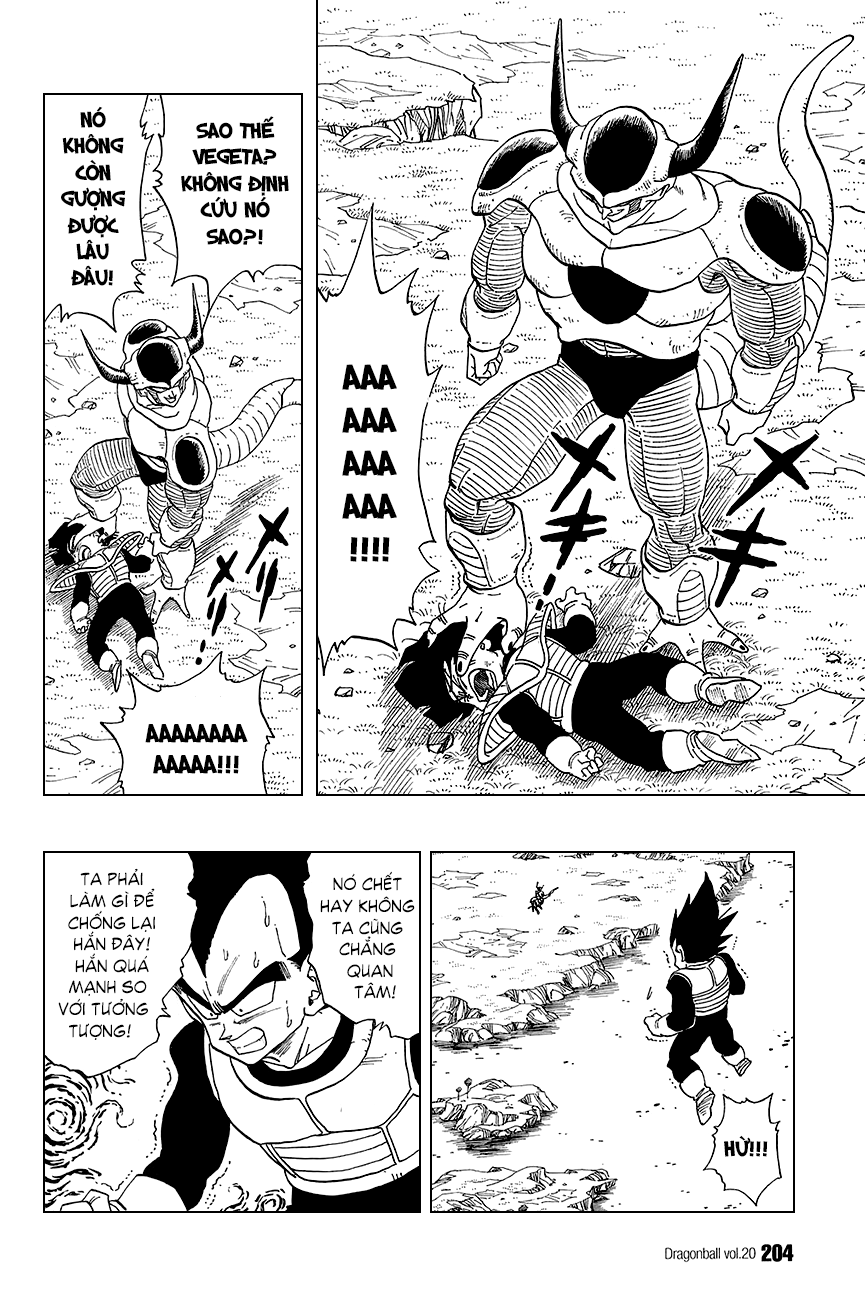 AAA
AAA
AAA
AAA
!!!!
SAO THẾ
VEGETA?
KHÔNG ĐỊNH
CỨU NÓ
SAO?!
NÓ
KHÔNG
CÒN
GƯỢNG
ĐƯỢC
LÂU
ĐÂU!
AAAAAAAA
AAAAA!!!
HỪ!!!
NÓ CHẾT
HAY KHÔNG
TA CŨNG
CHẲNG
QUAN
TÂM!
TA PHẢI
LÀM GÌ ĐỂ
CHỐNG LẠI
HẮN ĐÂY!
HẮN QUÁ
MẠNH SO
VỚI TƯỞNG
TƯỢNG!
Dragonball vol.20 204